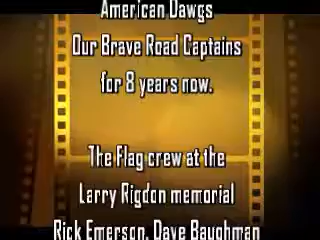 American Dawgs
Our Brave Road Captains
for 8 years now.
The Flag crew at the
Larry Rigdon memorial
Rick Emerson, Dave Baughman